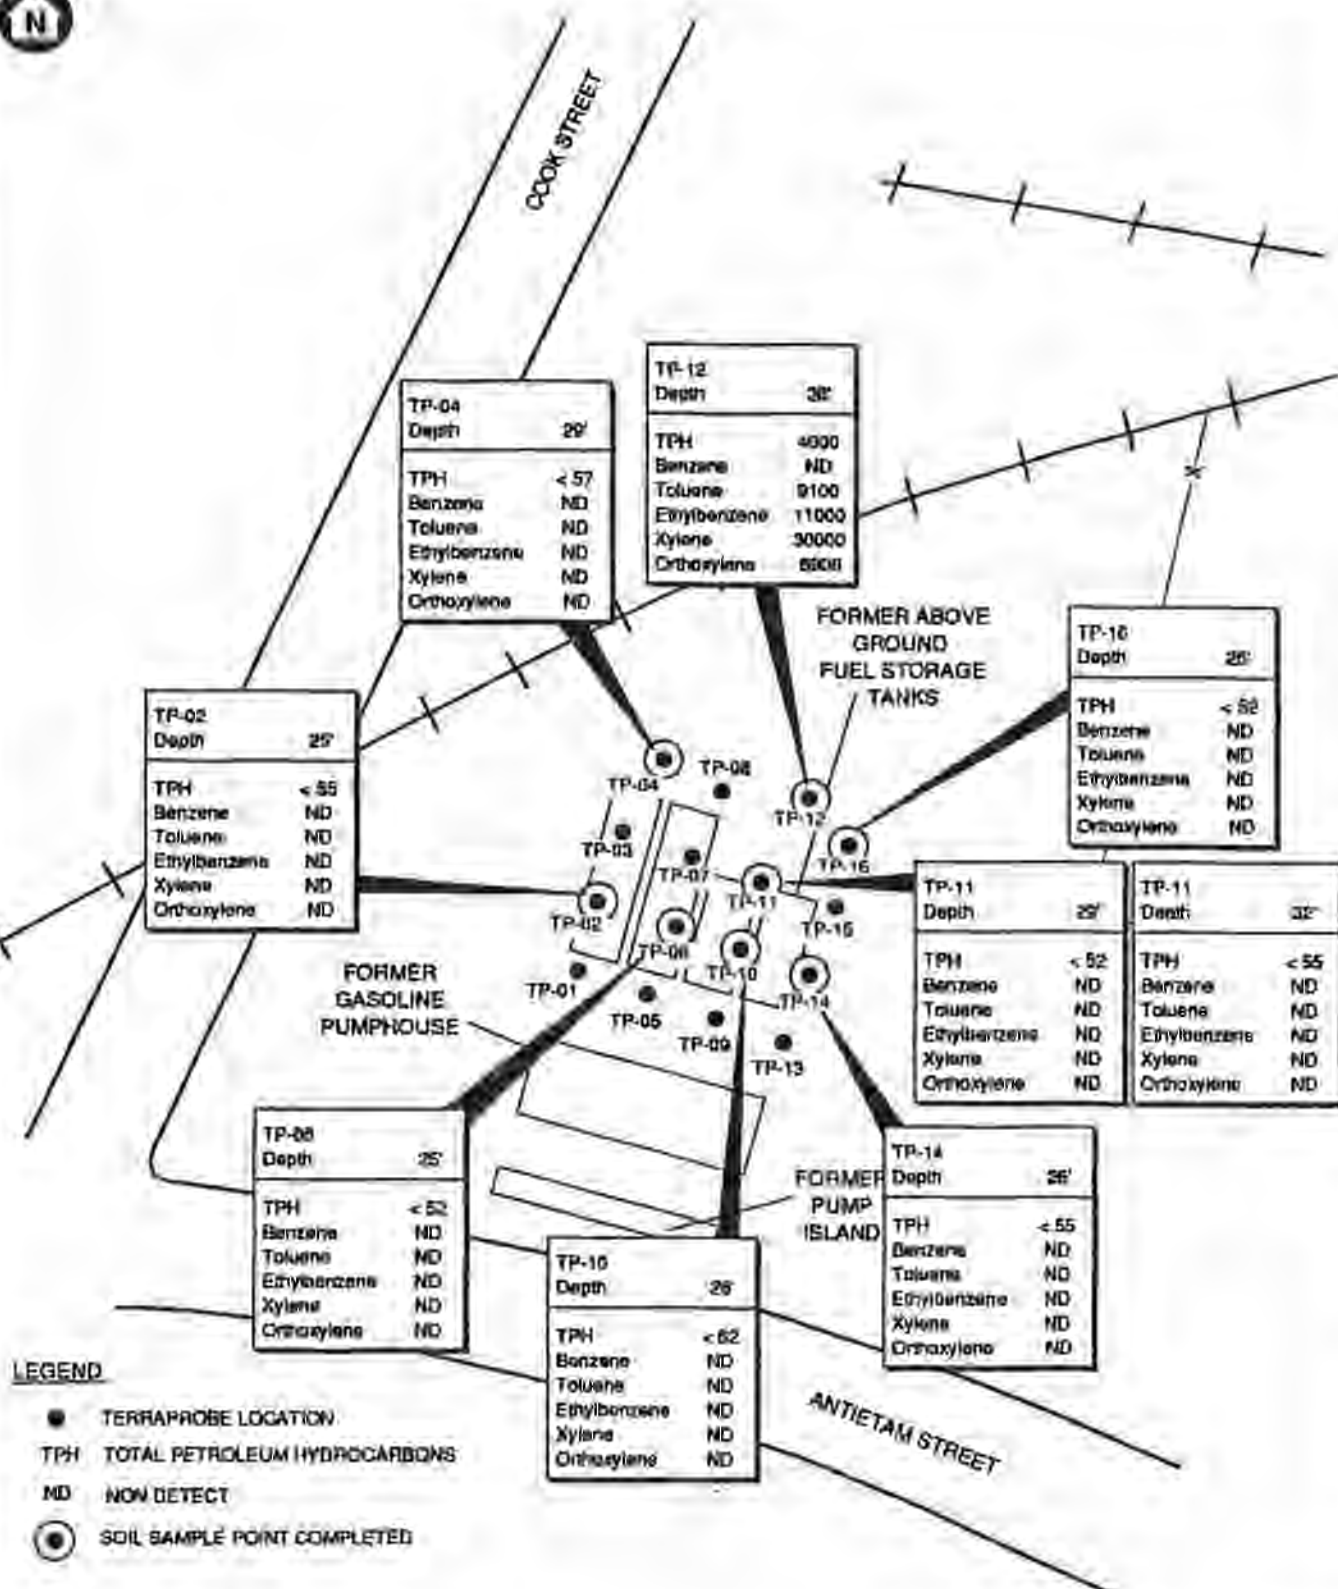 N
COOK STREET
TP-12
Depth
TPH 4000
Benzene ND
Toluene 9100
Ethylbenzene 11000
Xylene 30000
Orthoxylene
TP-04
Depth 29'
TPH < 57
Benzene ND
Toluene ND
Ethylbenzene ND
Xylene ND
Orthoxylene ND
FORMER ABOVE
GROUND
FUEL STORAGE
TANKS
TP-16
Depth
TPH < 52
Benzene ND
Toluene ND
Ethylbenzene ND
Xylene ND
Orthoxylene ND
TP-02
Depth 25'
TPH < 55
Benzene ND
Toluene ND
Ethylbenzene ND
Xylene ND
Orthoxylene ND
TP-04
TP-08
TP-12
TP-03
TP-07
TP-16
TP-11
TP-02
TP-15
TP-06
TP-10
TP-14
TP-01
TP-05
TP-09
TP-13
TP-11
Depth 29'
TPH < 52
Benzene ND
Toluene ND
Ethylbenzene ND
Xylene ND
Orthoxylene ND
TP-11
Depth 32'
TPH < 55
Benzene ND
Toluene ND
Ethylbenzene ND
Xylene ND
Orthoxylene ND
FORMER
GASOLINE
PUMPHOUSE
TP-06
Depth 25'
TPH < 52
Benzene ND
Toluene ND
Ethylbenzene ND
Xylene ND
Orthoxylene ND
TP-14
Depth 26'
TPH < 55
Benzene ND
Toluene ND
Ethylbenzene ND
Xylene ND
Orthoxylene ND
FORMER
PUMP
ISLAND
TP-10
Depth 26'
TPH
Benzene ND
Toluene ND
Ethylbenzene ND
Xylene ND
Orthoxylene ND
ANTIETAM STREET
LEGEND
TERRAPROBE LOCATION
TPH TOTAL PETROLEUM HYDROCARBONS
ND NON DETECT
SOIL SAMPLE POINT COMPLETED